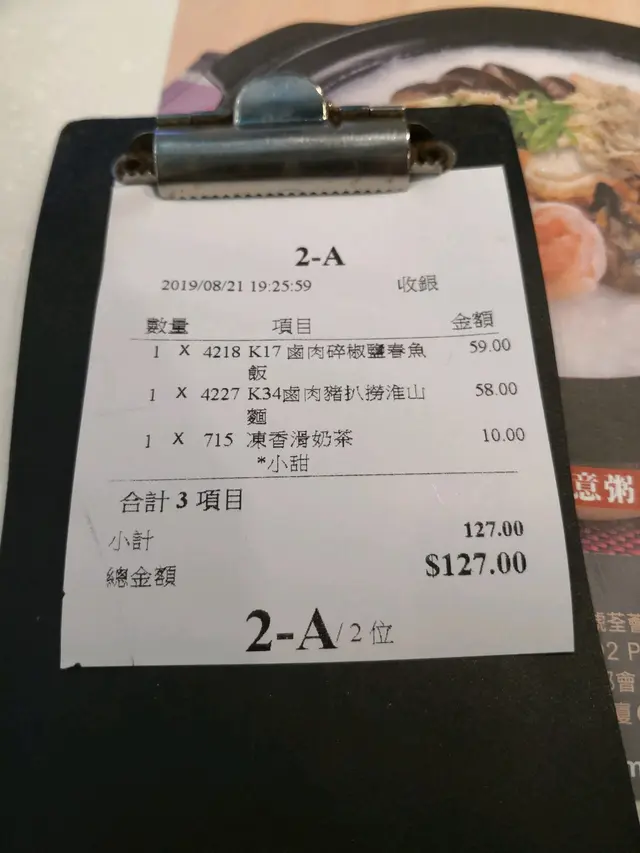 2-A
2019/08/21 19:25:59 收銀
數量 項目 金額
1 X 4218 K17 鹵肉碎椒鹽春魚 59.00
飯
1 X 4227 K34鹵肉豬扒撈淮山 58.00
麵
1 X 715 凍香滑奶茶 10.00
*小甜
合計 3 項目
小計 127.00
總金額 $127.00
2-A / 2 位
意粥